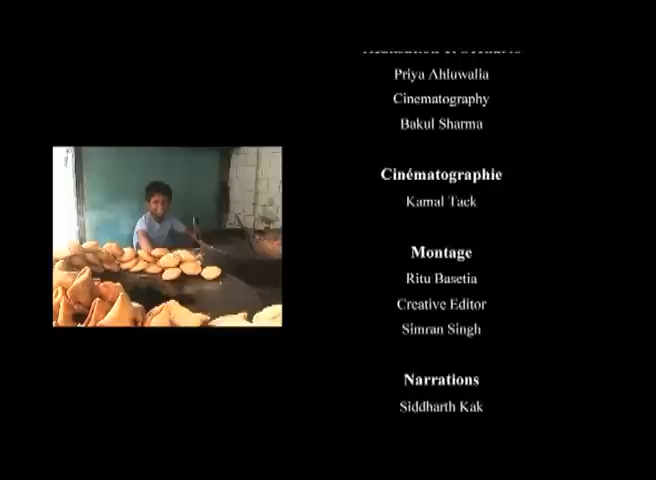 Priya Ahluwalia
Cinematography
Bakul Sharma
Cinématographie
Kamal Tack
Montage
Ritu Basetia
Creative Editor
Simran Singh
Narrations
Siddharth Kak